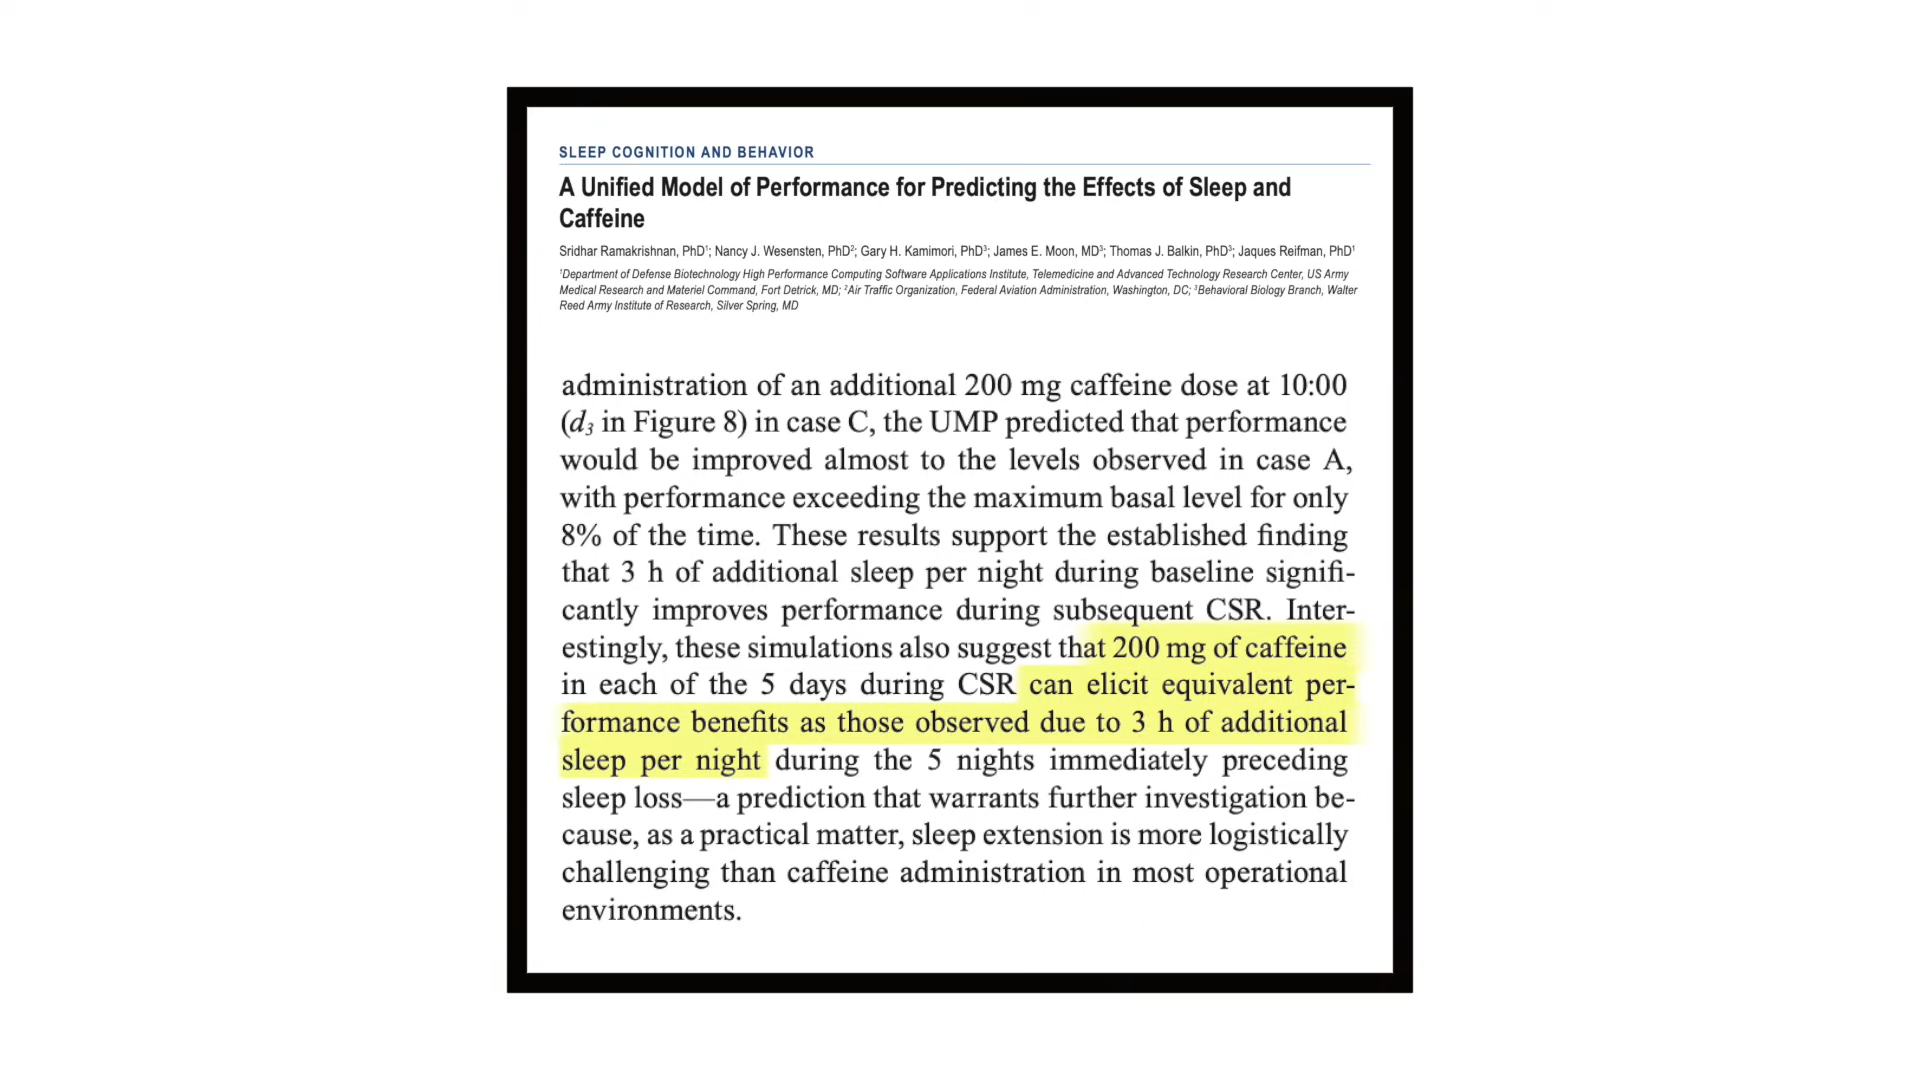 SLEEP COGNITION AND BEHAVIOR
A Unified Model of Performance for Predicting the Effects of Sleep and
Caffeine
Sridhar Ramakrishnan, PhD¹; Nancy J. Wesensten, PhD²; Gary H. Kamimori, PhD³; James E. Moon, MD³; Thomas J. Balkin, PhD³; Jaques Reifman, PhD¹
¹Department of Defense Biotechnology High Performance Computing Software Applications Institute, Telemedicine and Advanced Technology Research Center, US Army
Medical Research and Materiel Command, Fort Detrick, MD; ²Air Traffic Organization, Federal Aviation Administration, Washington, DC; ³Behavioral Biology Branch, Walter
Reed Army Institute of Research, Silver Spring, MD
administration of an additional 200 mg caffeine dose at 10:00
(d₃ in Figure 8) in case C, the UMP predicted that performance
would be improved almost to the levels observed in case A,
with performance exceeding the maximum basal level for only
8% of the time. These results support the established finding
that 3 h of additional sleep per night during baseline signifi-
cantly improves performance during subsequent CSR. Inter-
estingly, these simulations also suggest that 200 mg of caffeine
in each of the 5 days during CSR can elicit equivalent per-
formance benefits as those observed due to 3 h of additional
sleep per night during the 5 nights immediately preceding
sleep loss—a prediction that warrants further investigation be-
cause, as a practical matter, sleep extension is more logistically
challenging than caffeine administration in most operational
environments.